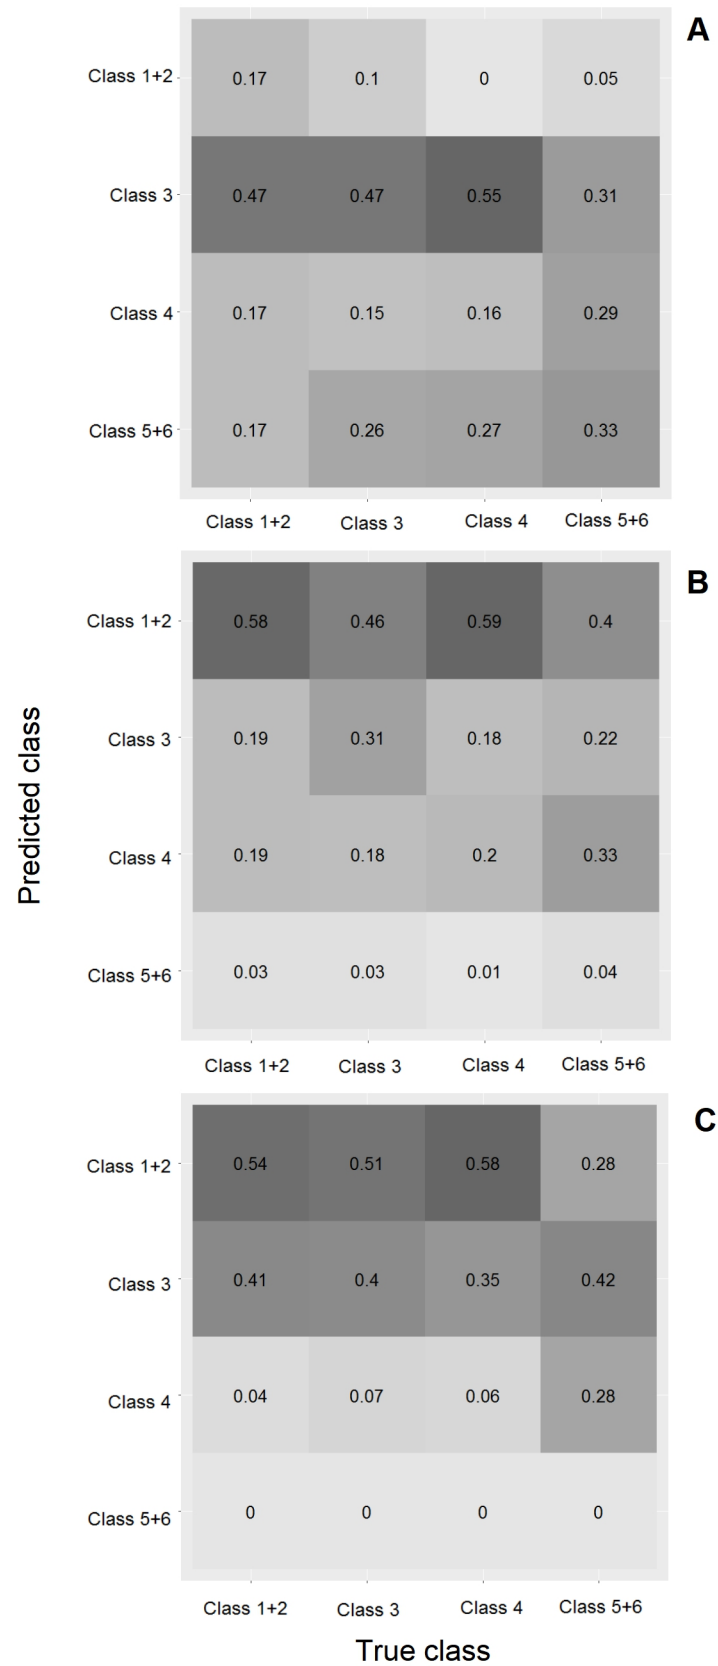 A
Class 1+2 0.17 0.1 0 0.05
Class 3 0.47 0.47 0.55 0.31
Class 4 0.17 0.15 0.16 0.29
Class 5+6 0.17 0.26 0.27 0.33
Class 1+2 Class 3 Class 4 Class 5+6
B
Class 1+2 0.58 0.46 0.59 0.4
Class 3 0.19 0.31 0.18 0.22
Class 4 0.19 0.18 0.2 0.33
Class 5+6 0.03 0.03 0.01 0.04
Class 1+2 Class 3 Class 4 Class 5+6
Predicted class
C
Class 1+2 0.54 0.51 0.58 0.28
Class 3 0.41 0.4 0.35 0.42
Class 4 0.04 0.07 0.06 0.28
Class 5+6 0 0 0 0
Class 1+2 Class 3 Class 4 Class 5+6
True class